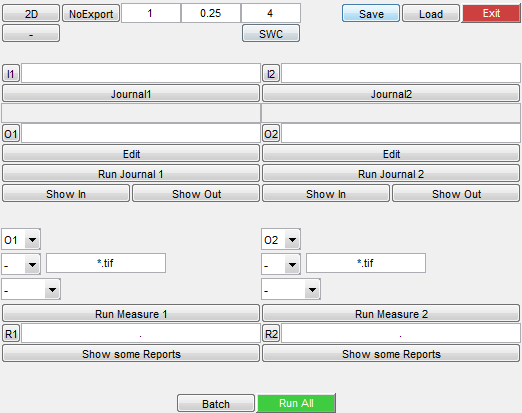 2D NoExport 1 0.25 4 Save Load Exit
- SWC
I1 I2
Journal1 Journal2
O1 O2
Edit Edit
Run Journal 1 Run Journal 2
Show In Show Out Show In Show Out
O1 O2
- *.tif - *.tif
- -
Run Measure 1 Run Measure 2
R1 . R2 .
Show some Reports Show some Reports
Batch Run All